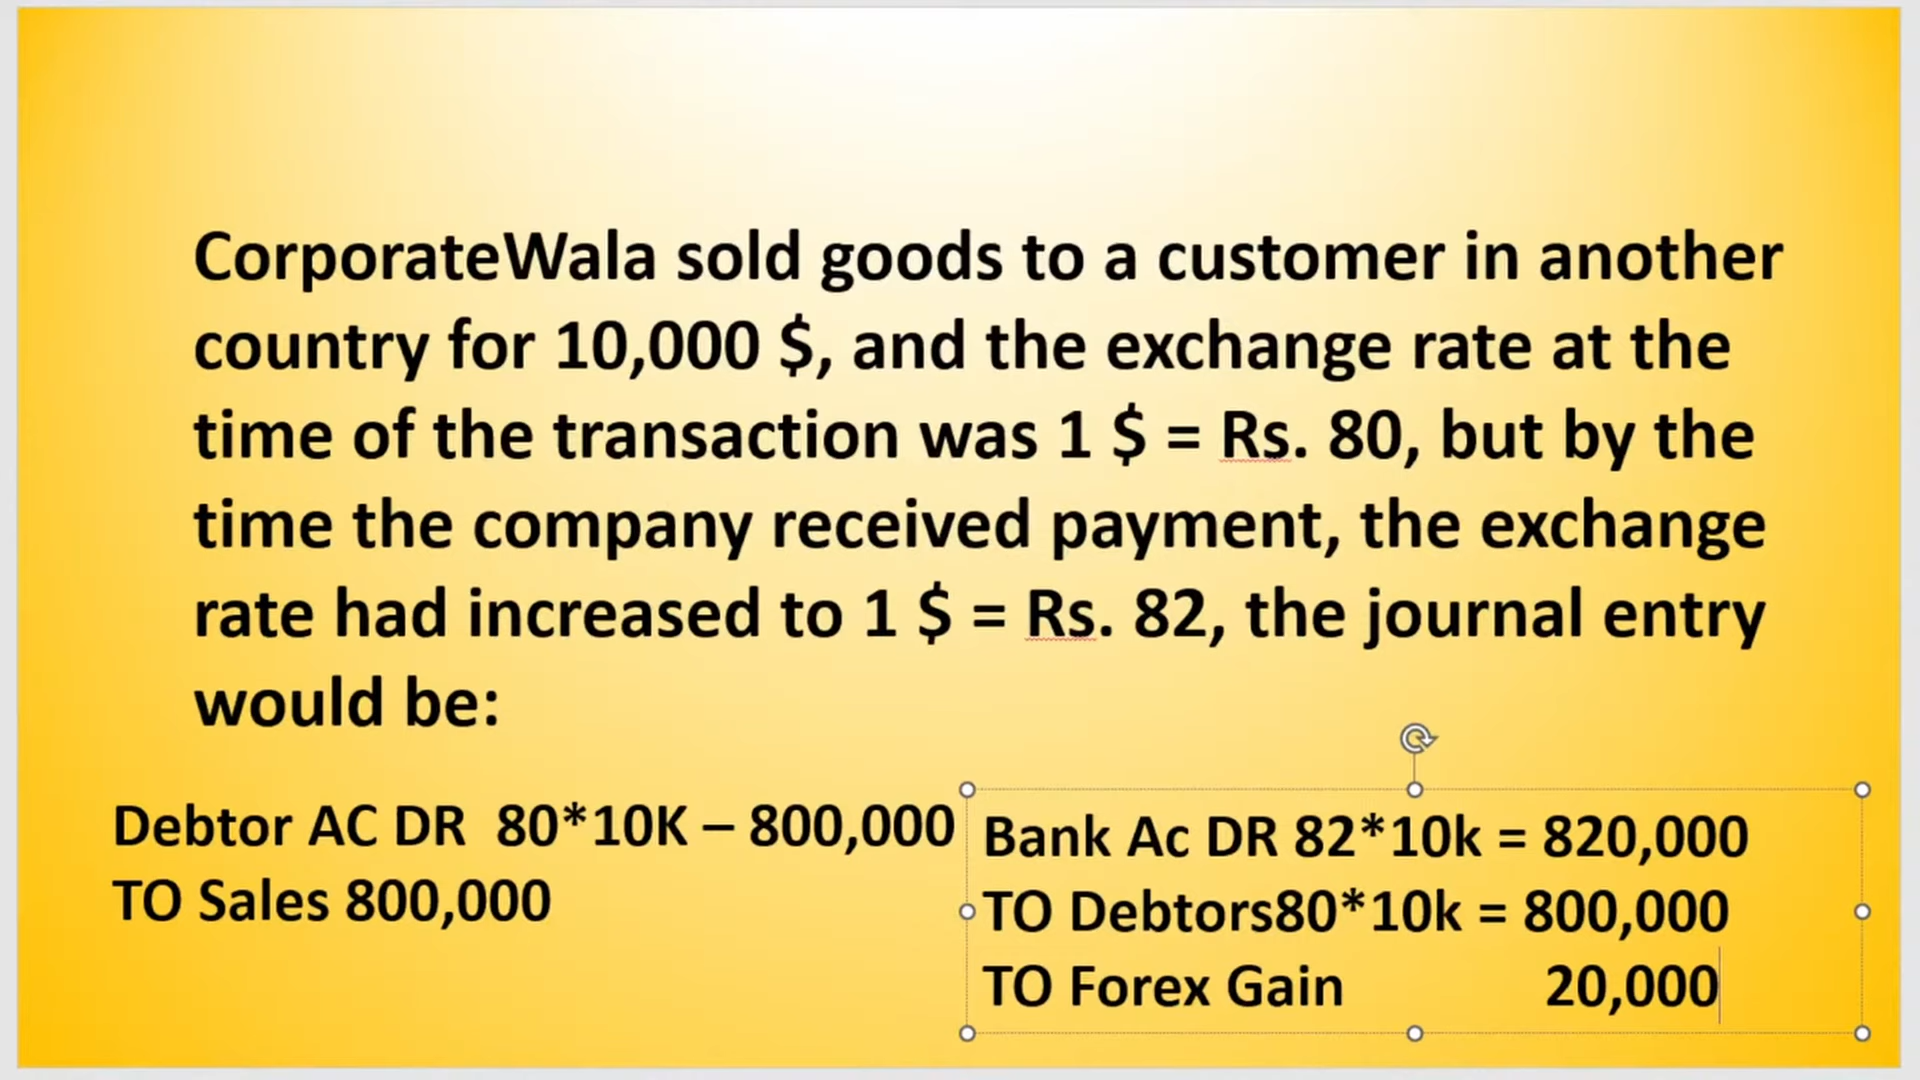 CorporateWala sold goods to a customer in another
country for 10,000 $, and the exchange rate at the
time of the transaction was 1 $ = Rs. 80, but by the
time the company received payment, the exchange
rate had increased to 1 $ = Rs. 82, the journal entry
would be:
Debtor AC DR  80*10K – 800,000
TO Sales 800,000
Bank Ac DR 82*10k = 820,000
TO Debtors80*10k = 800,000
TO Forex Gain 20,000